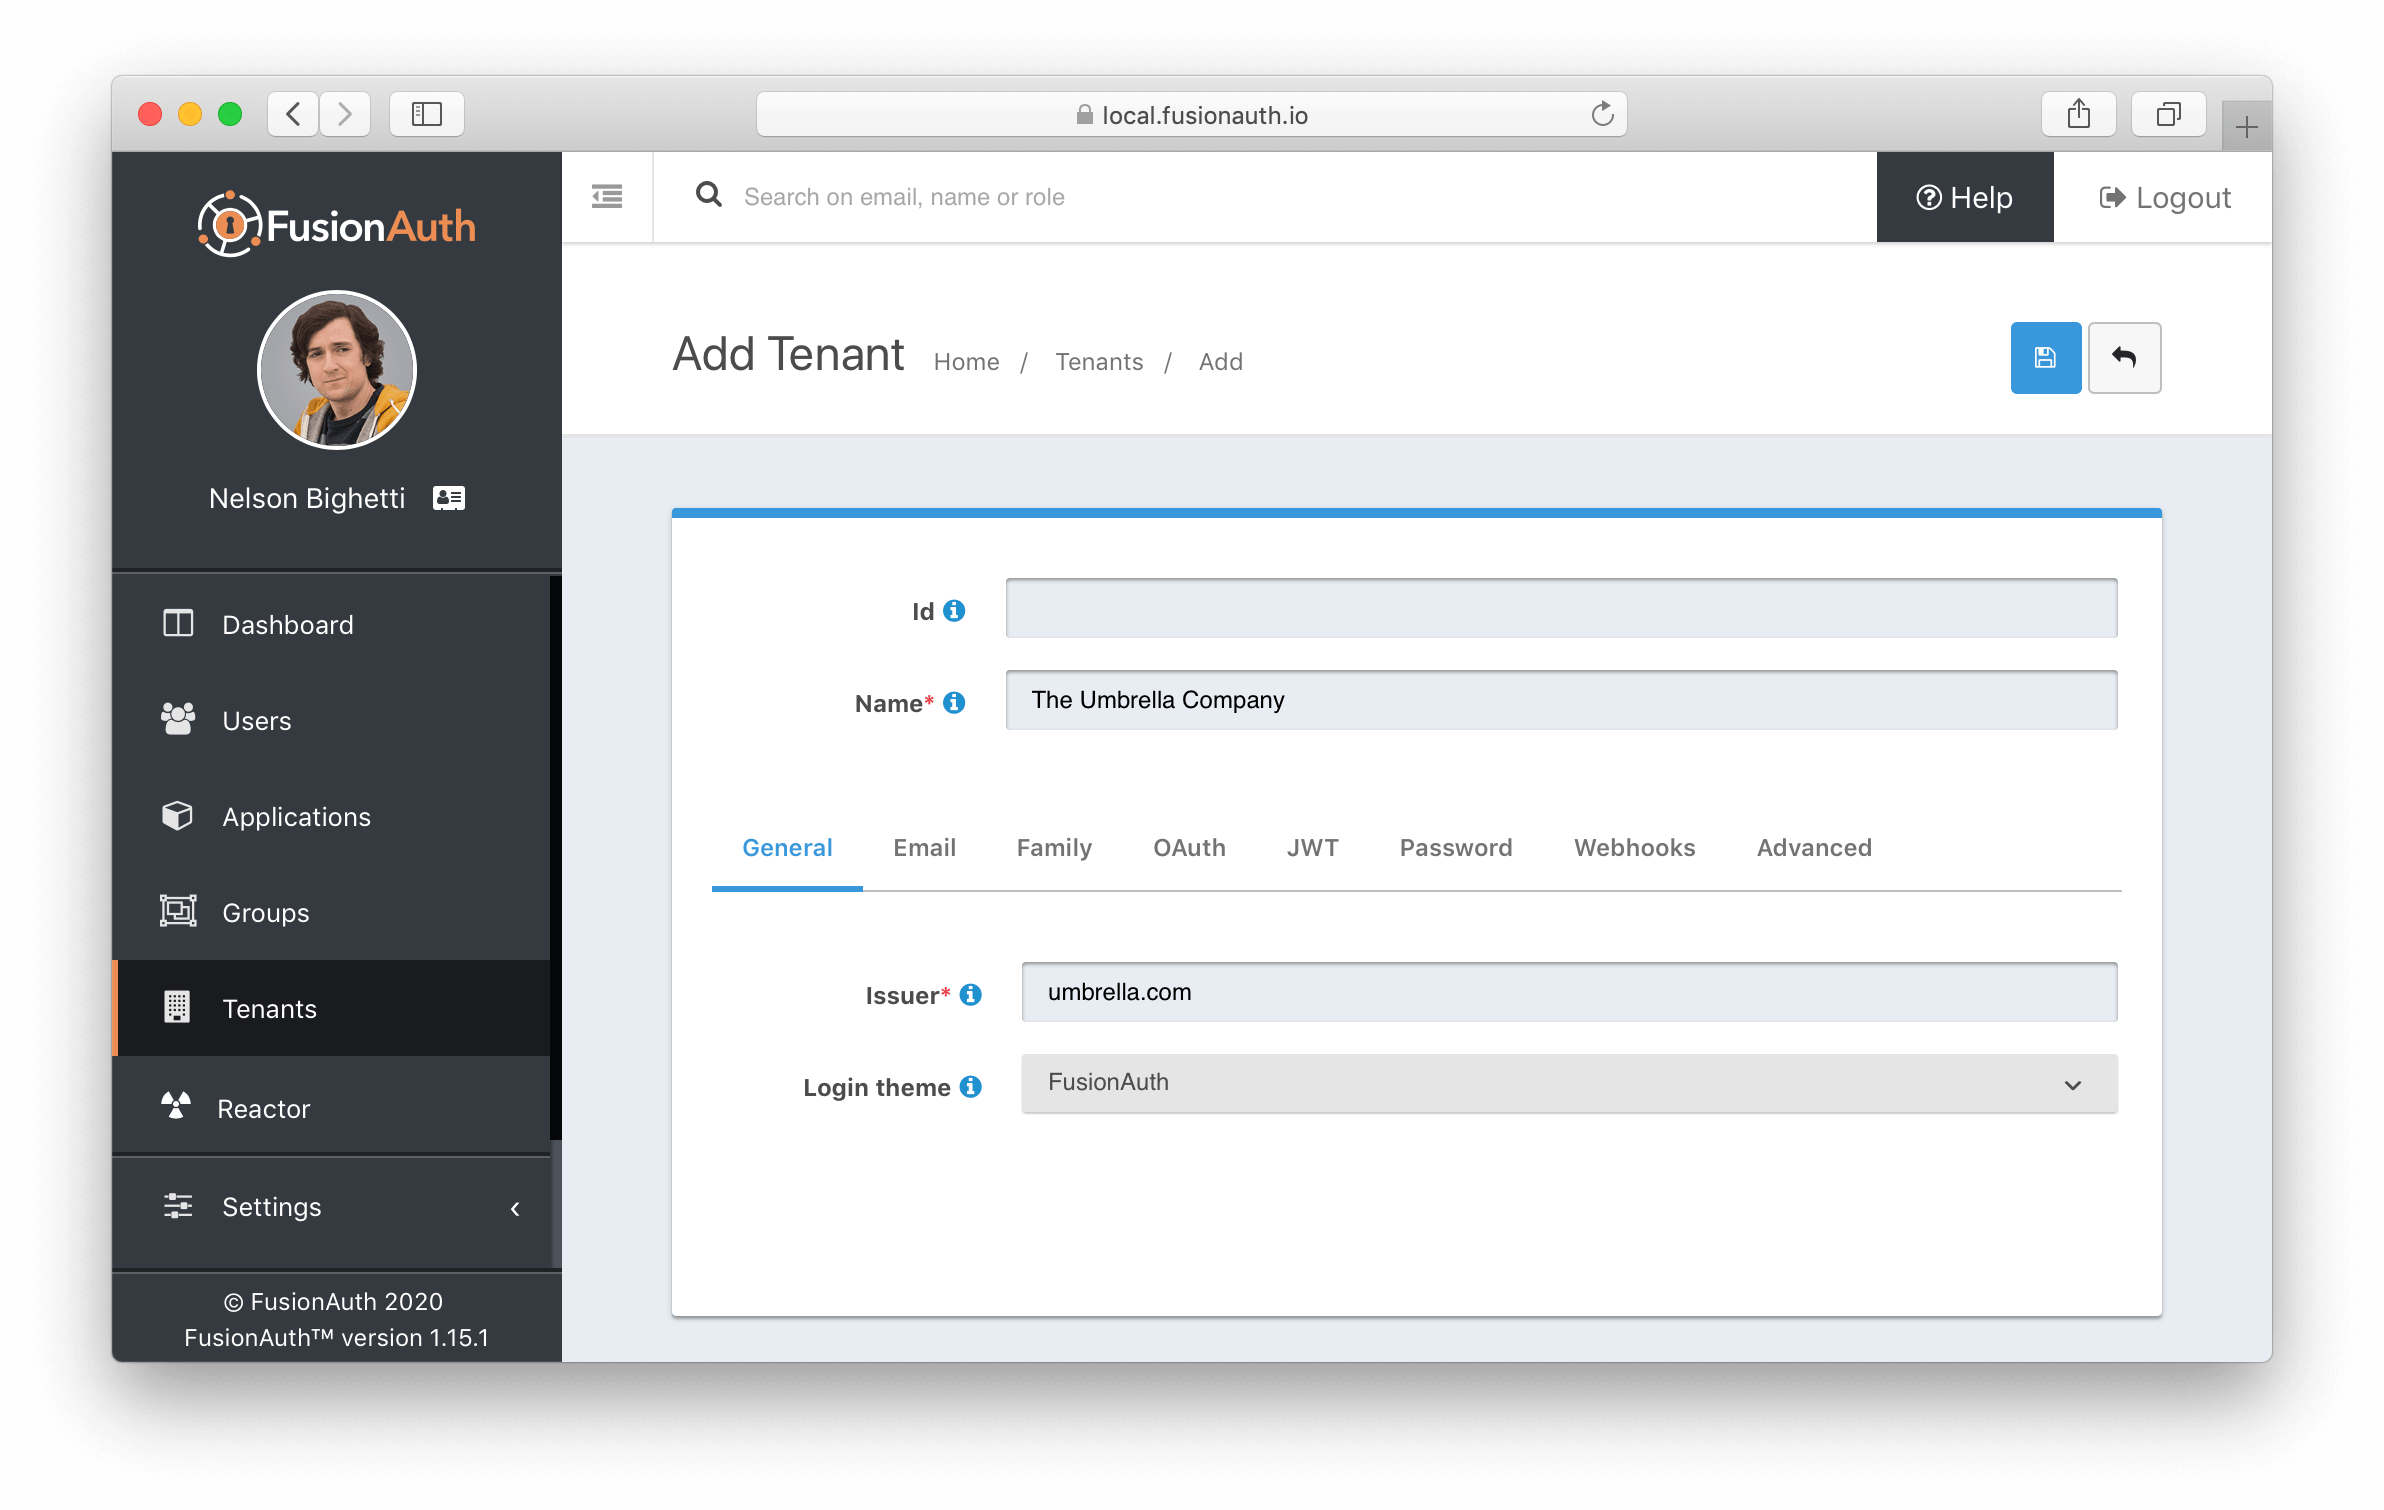 local.fusionauth.io
FusionAuth
Search on email, name or role
Help
Logout
Nelson Bighetti
Dashboard
Users
Applications
Groups
Tenants
Reactor
Settings
© FusionAuth 2020
FusionAuth™ version 1.15.1
Add Tenant Home / Tenants / Add
Id
Name* The Umbrella Company
General Email Family OAuth JWT Password Webhooks Advanced
Issuer* umbrella.com
Login theme FusionAuth